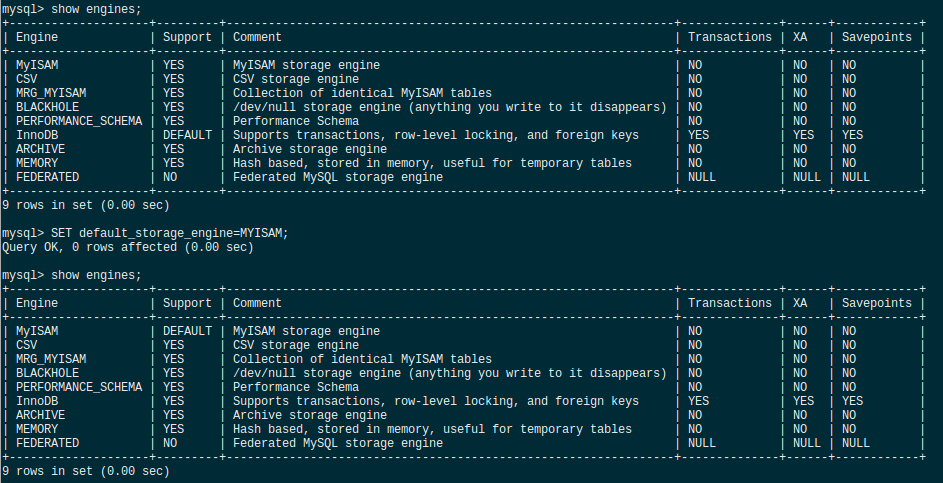 mysql> show engines;
+--------------------+---------+----------------------------------------------------------------+--------------+------+------------+
| Engine             | Support | Comment                                                        | Transactions | XA   | Savepoints |
+--------------------+---------+----------------------------------------------------------------+--------------+------+------------+
| MyISAM             | YES     | MyISAM storage engine                                          | NO           | NO   | NO         |
| CSV                | YES     | CSV storage engine                                             | NO           | NO   | NO         |
| MRG_MYISAM         | YES     | Collection of identical MyISAM tables                          | NO           | NO   | NO         |
| BLACKHOLE          | YES     | /dev/null storage engine (anything you write to it disappears) | NO           | NO   | NO         |
| PERFORMANCE_SCHEMA | YES     | Performance Schema                                             | NO           | NO   | NO         |
| InnoDB             | DEFAULT | Supports transactions, row-level locking, and foreign keys     | YES          | YES  | YES        |
| ARCHIVE            | YES     | Archive storage engine                                         | NO           | NO   | NO         |
| MEMORY             | YES     | Hash based, stored in memory, useful for temporary tables      | NO           | NO   | NO         |
| FEDERATED          | NO      | Federated MySQL storage engine                                 | NULL         | NULL | NULL       |
+--------------------+---------+----------------------------------------------------------------+--------------+------+------------+
9 rows in set (0.00 sec)

mysql> SET default_storage_engine=MYISAM;
Query OK, 0 rows affected (0.00 sec)

mysql> show engines;
+--------------------+---------+----------------------------------------------------------------+--------------+------+------------+
| Engine             | Support | Comment                                                        | Transactions | XA   | Savepoints |
+--------------------+---------+----------------------------------------------------------------+--------------+------+------------+
| MyISAM             | DEFAULT | MyISAM storage engine                                          | NO           | NO   | NO         |
| CSV                | YES     | CSV storage engine                                             | NO           | NO   | NO         |
| MRG_MYISAM         | YES     | Collection of identical MyISAM tables                          | NO           | NO   | NO         |
| BLACKHOLE          | YES     | /dev/null storage engine (anything you write to it disappears) | NO           | NO   | NO         |
| PERFORMANCE_SCHEMA | YES     | Performance Schema                                             | NO           | NO   | NO         |
| InnoDB             | YES     | Supports transactions, row-level locking, and foreign keys     | YES          | YES  | YES        |
| ARCHIVE            | YES     | Archive storage engine                                         | NO           | NO   | NO         |
| MEMORY             | YES     | Hash based, stored in memory, useful for temporary tables      | NO           | NO   | NO         |
| FEDERATED          | NO      | Federated MySQL storage engine                                 | NULL         | NULL | NULL       |
+--------------------+---------+----------------------------------------------------------------+--------------+------+------------+
9 rows in set (0.00 sec)